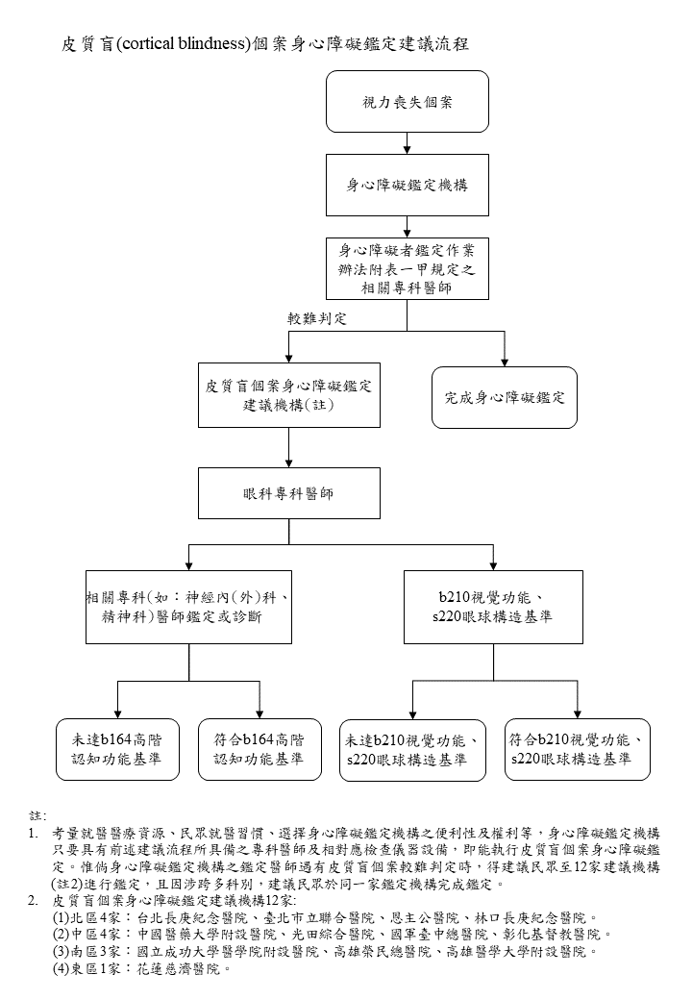 皮質盲(cortical blindness)個案身心障礙鑑定建議流程
視力喪失個案
身心障礙鑑定機構
身心障礙者鑑定作業
辦法附表一甲規定之
相關專科醫師
較難判定
皮質盲個案身心障礙鑑定
建議機構(註)
完成身心障礙鑑定
眼科專科醫師
相關專科(如：神經內(外)科、
精神科)醫師鑑定或診斷
b210視覺功能、
s220眼球構造基準
未達b164高階
認知功能基準
符合b164高階
認知功能基準
未達b210視覺功能、
s220眼球構造基準
符合b210視覺功能、
s220眼球構造基準
註:
1. 考量就醫醫療資源、民眾就醫習慣、選擇身心障礙鑑定機構之便利性及權利等，身心障礙鑑定機構
只要具有前述建議流程所具備之專科醫師及相對應檢查儀器設備，即能執行皮質盲個案身心障礙鑑
定。惟倘身心障礙鑑定機構之鑑定醫師遇有皮質盲個案較難判定時，得建議民眾至12家建議機構
(註2)進行鑑定，且因涉跨多科別，建議民眾於同一家鑑定機構完成鑑定。
2. 皮質盲個案身心障礙鑑定建議機構12家:
(1)北區4家：台北長庚紀念醫院、臺北市立聯合醫院、恩主公醫院、林口長庚紀念醫院。
(2)中區4家：中國醫藥大學附設醫院、光田綜合醫院、國軍臺中總醫院、彰化基督教醫院。
(3)南區3家：國立成功大學醫學院附設醫院、高雄榮民總醫院、高雄醫學大學附設醫院。
(4)東區1家：花蓮慈濟醫院。